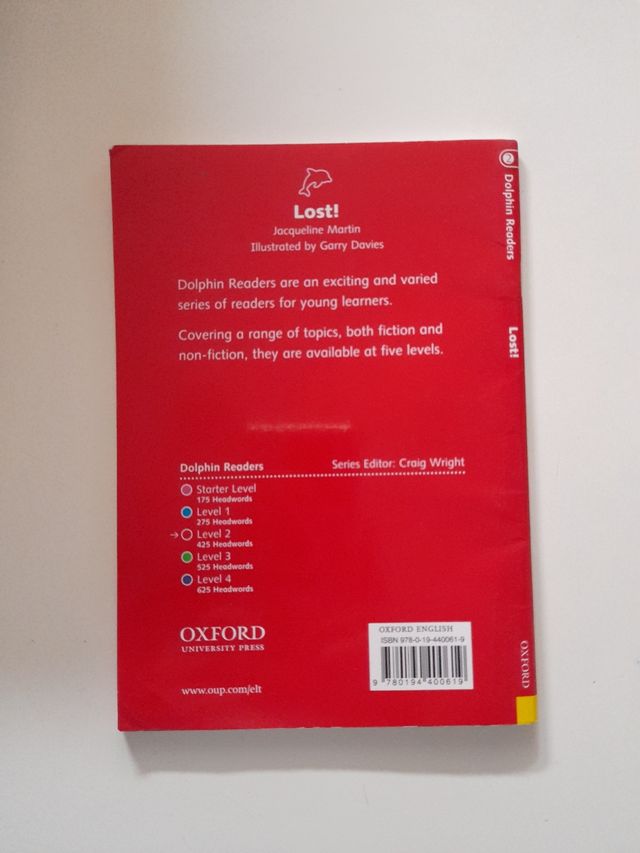 Lost!
Jacqueline Martin
Illustrated by Garry Davies
Dolphin Readers are an exciting and varied
series of readers for young learners.
Covering a range of topics, both fiction and
non-fiction, they are available at five levels.
Dolphin Readers
Series Editor: Craig Wright
Starter Level
175 Headwords
Level 1
275 Headwords
→ Level 2
425 Headwords
Level 3
525 Headwords
Level 4
625 Headwords
OXFORD
UNIVERSITY PRESS
www.oup.com/elt
OXFORD ENGLISH
ISBN 978-0-19-440061-9
9 780194 400619
2 Dolphin Readers
Lost!
OXFORD